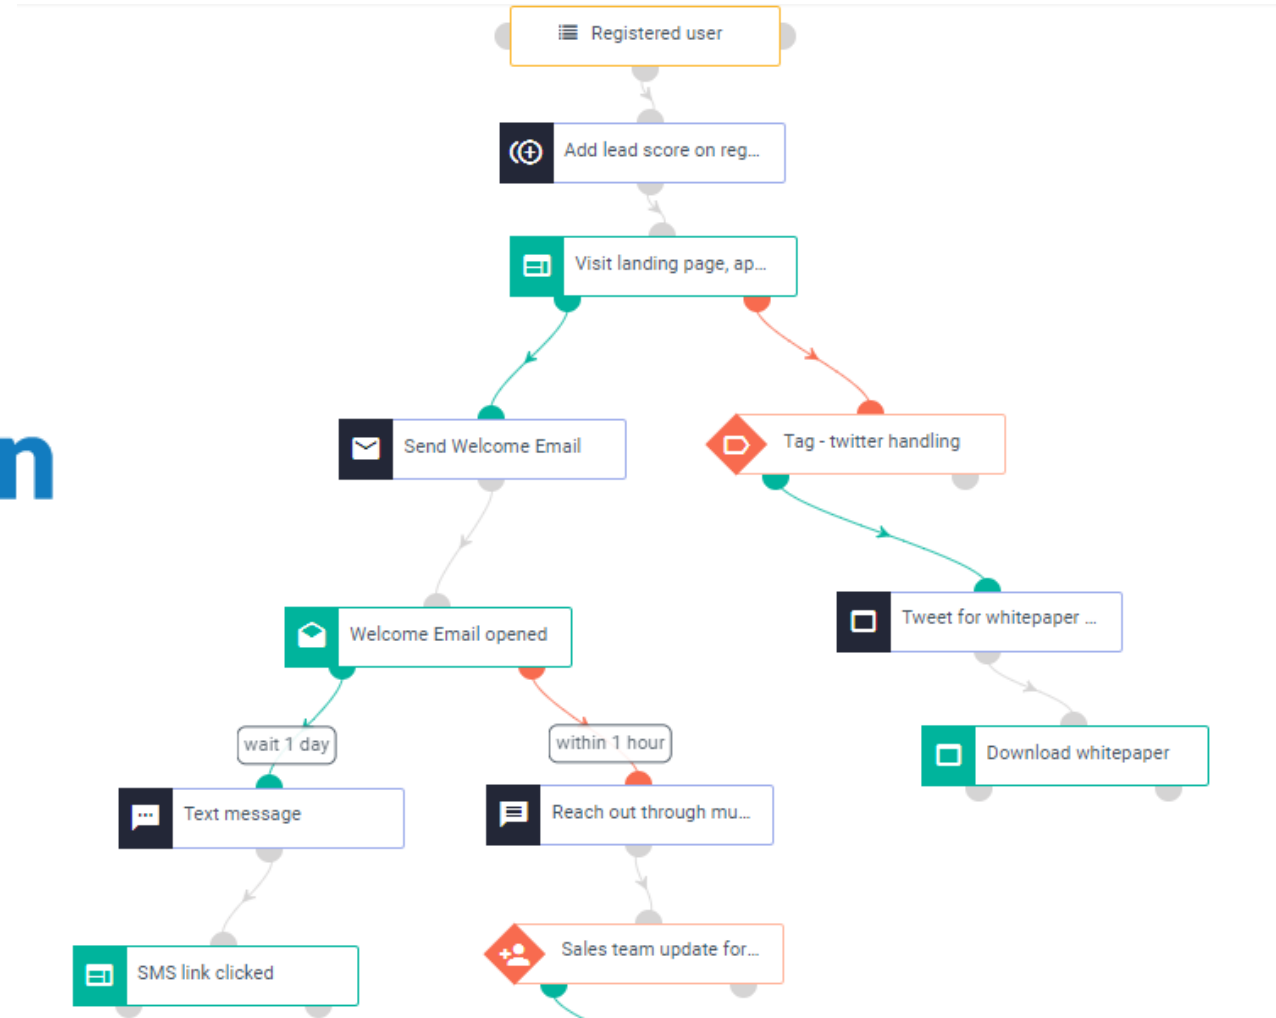 Registered user
Add lead score on reg...
Visit landing page, ap...
Send Welcome Email
Tag - twitter handling
n
Tweet for whitepaper ...
Welcome Email opened
wait 1 day
within 1 hour
Download whitepaper
Text message
Reach out through mu...
Sales team update for...
SMS link clicked